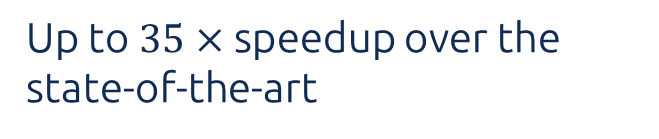 Up to 35 × speedup over the
state-of-the-art